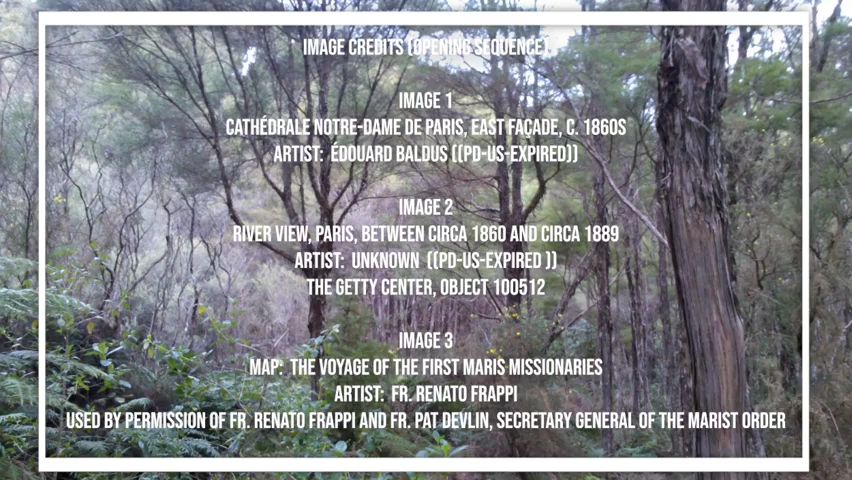 IMAGE CREDITS (OPENING SEQUENCE)
IMAGE 1
CATHÉDRALE NOTRE-DAME DE PARIS, EAST FAÇADE, C. 1860S
ARTIST: ÉDOUARD BALDUS ((PD-US-EXPIRED))
IMAGE 2
RIVER VIEW, PARIS, BETWEEN CIRCA 1860 AND CIRCA 1889
ARTIST: UNKNOWN ((PD-US-EXPIRED ))
THE GETTY CENTER, OBJECT 100512
IMAGE 3
MAP: THE VOYAGE OF THE FIRST MARIS MISSIONARIES
ARTIST: FR. RENATO FRAPPI
USED BY PERMISSION OF FR. RENATO FRAPPI AND FR. PAT DEVLIN, SECRETARY GENERAL OF THE MARIST ORDER